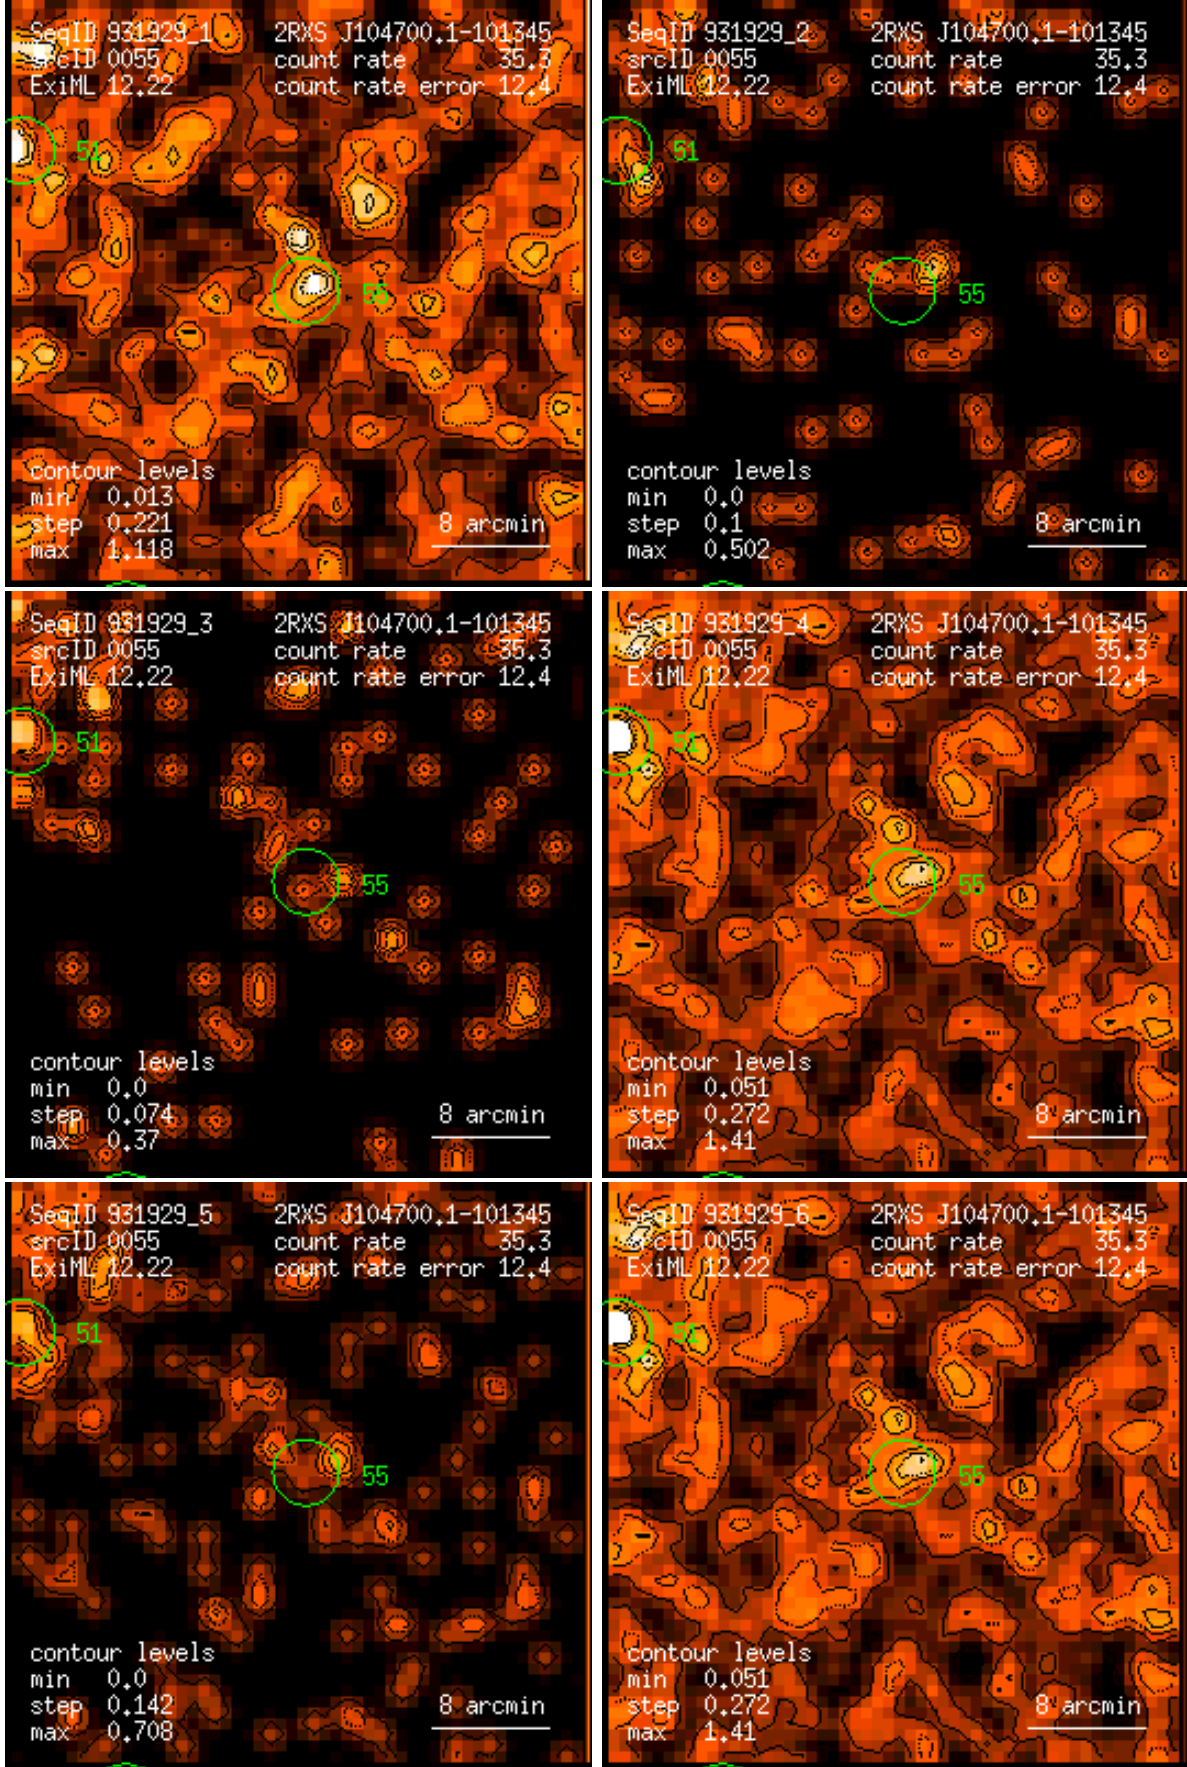 SeqID 931929_1 2RXS J104700.1-101345
srcID 0055 count rate 35.3
ExiML 12.22 count rate error 12.4
51
55
contour levels
min 0.013
step 0.221 8 arcmin
max 1.118
SeqID 931929_2 2RXS J104700.1-101345
srcID 0055 count rate 35.3
ExiML 12.22 count rate error 12.4
51
55
contour levels
min 0.0
step 0.1 8 arcmin
max 0.502
SeqID 931929_3 2RXS J104700.1-101345
srcID 0055 count rate 35.3
ExiML 12.22 count rate error 12.4
51
55
contour levels
min 0.0
step 0.074 8 arcmin
max 0.37
SeqID 931929_4 2RXS J104700.1-101345
srcID 0055 count rate 35.3
ExiML 12.22 count rate error 12.4
51
55
contour levels
min 0.051
step 0.272 8 arcmin
max 1.41
SeqID 931929_5 2RXS J104700.1-101345
srcID 0055 count rate 35.3
ExiML 12.22 count rate error 12.4
51
55
contour levels
min 0.0
step 0.142 8 arcmin
max 0.708
SeqID 931929_6 2RXS J104700.1-101345
srcID 0055 count rate 35.3
ExiML 12.22 count rate error 12.4
51
55
contour levels
min 0.051
step 0.272 8 arcmin
max 1.41